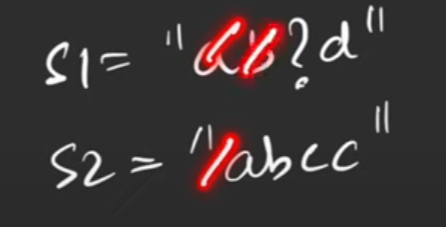 S1 = "ab?d"
S2 = "abcc"